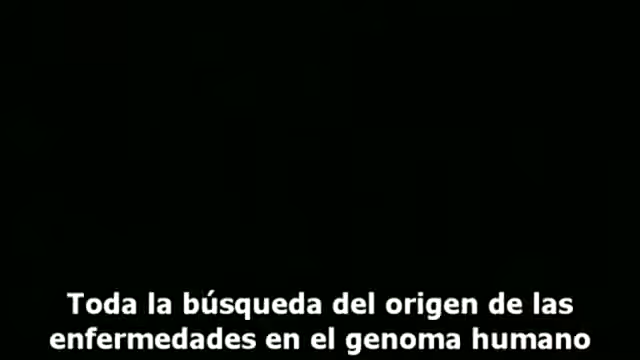 Toda la búsqueda del origen de las
enfermedades en el genoma humano